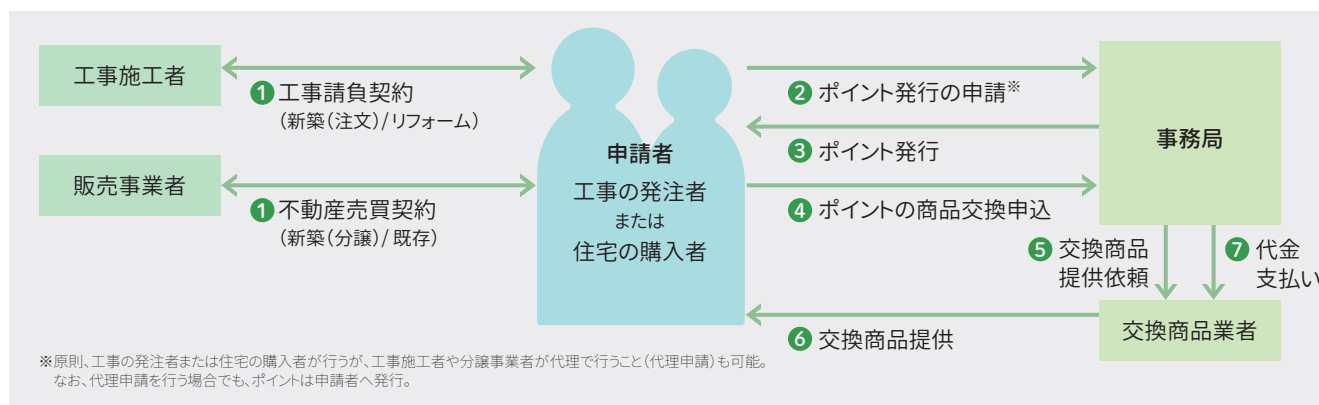 工事施工者
❶工事請負契約
(新築(注文)/リフォーム)
販売事業者
❶不動産売買契約
(新築(分譲)/既存)
申請者
工事の発注者
または
住宅の購入者
❷ポイント発行の申請※
❸ポイント発行
❹ポイントの商品交換申込
事務局
❺交換商品
提供依頼
❼代金
支払い
❻交換商品提供
交換商品業者
※原則、工事の発注者または住宅の購入者が行うが、工事施工者や分譲事業者が代理で行うこと(代理申請)も可能。
なお、代理申請を行う場合でも、ポイントは申請者へ発行。